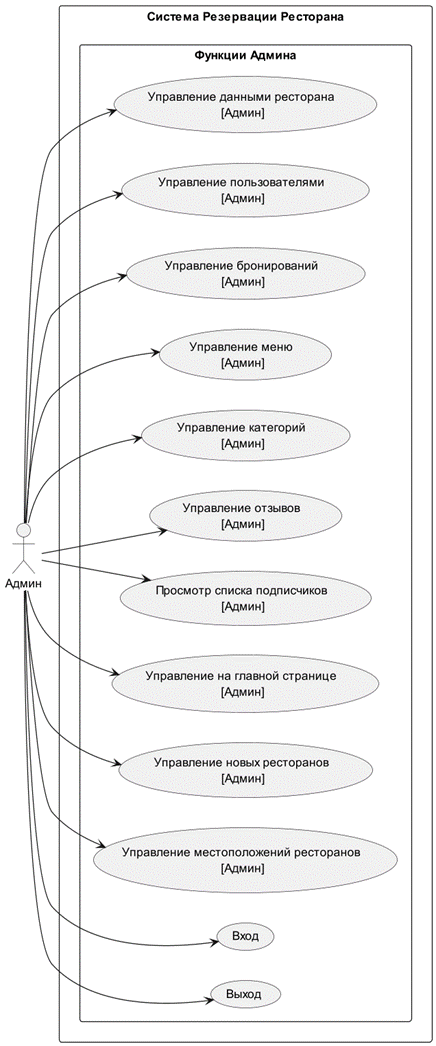 Система Резервации Ресторана
Функции Админа
Управление данными ресторана
[Админ]
Управление пользователями
[Админ]
Управление бронирований
[Админ]
Управление меню
[Админ]
Управление категорий
[Админ]
Управление отзывов
[Админ]
Админ
Просмотр списка подписчиков
[Админ]
Управление на главной странице
[Админ]
Управление новых ресторанов
[Админ]
Управление местоположений ресторанов
[Админ]
Вход
Выход